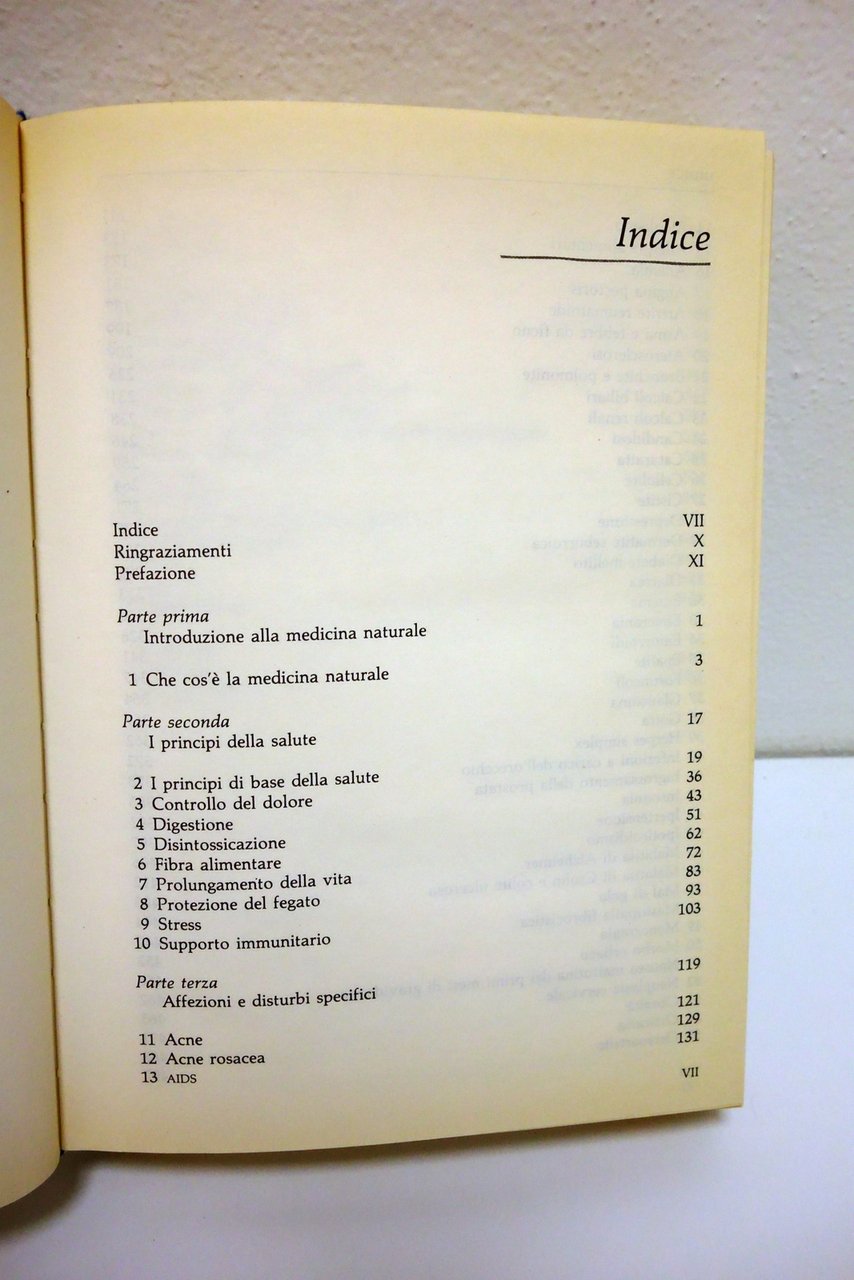 Indice
Indice VII
Ringraziamenti X
Prefazione XI
Parte prima
Introduzione alla medicina naturale 1
1 Che cos'è la medicina naturale 3
Parte seconda
I principi della salute 17
2 I principi di base della salute 19
3 Controllo del dolore 36
4 Digestione 43
5 Disintossicazione 51
6 Fibra alimentare 62
7 Prolungamento della vita 72
8 Protezione del fegato 83
9 Stress 93
10 Supporto immunitario 103
Parte terza
Affezioni e disturbi specifici 119
11 Acne 121
12 Acne rosacea 129
13 AIDS 131
VII